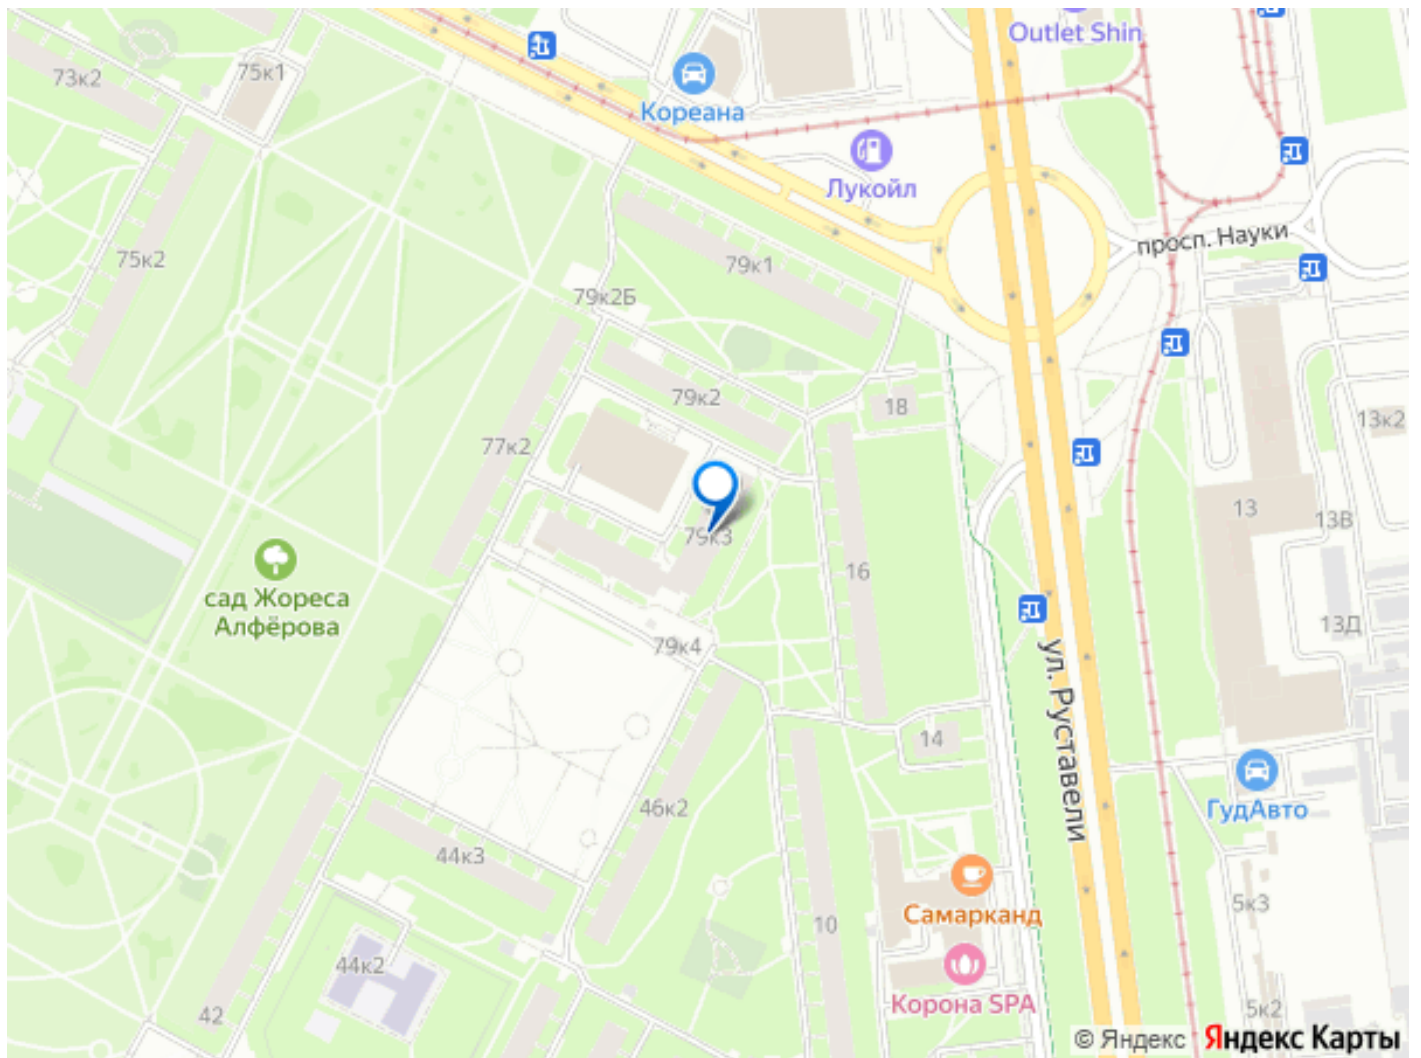 Outlet Shin
73к2
75к1
Кореана
Лукойл
просп. Науки
75к2
79к1
79к2Б
79к2
18
13к2
77к2
13
13В
79к3
16
сад Жореса
Алфёрова
13Д
79к4
ул. Руставели
14
46к2
ГудАвто
44к3
Самарканд
5к3
10
44к2
Корона SPA
5к2
42
© Яндекс Яндекс Карты